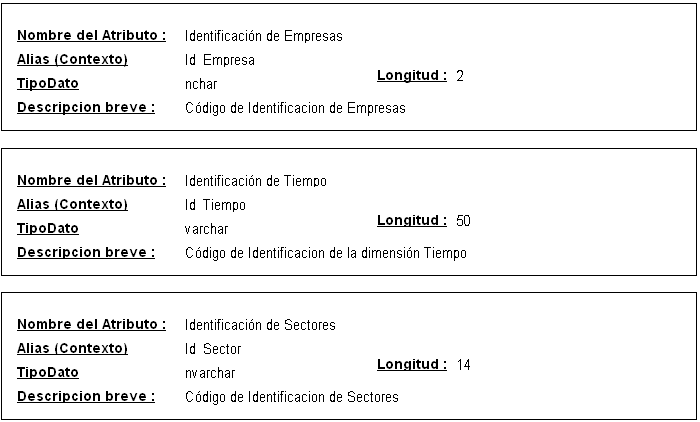 Nombre del Atributo : Identificación de Empresas
Alias (Contexto) Id Empresa
TipoDato nchar Longitud : 2
Descripcion breve : Código de Identificacion de Empresas
Nombre del Atributo : Identificación de Tiempo
Alias (Contexto) Id Tiempo
TipoDato varchar Longitud : 50
Descripcion breve : Código de Identificacion de la dimensión Tiempo
Nombre del Atributo : Identificación de Sectores
Alias (Contexto) Id Sector
TipoDato nvarchar Longitud : 14
Descripcion breve : Código de Identificacion de Sectores